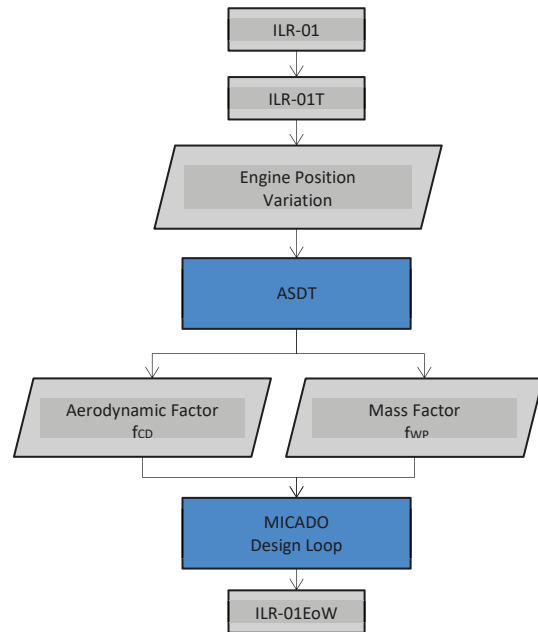 ILR-01
ILR-01T
Engine Position
Variation
ASDT
Aerodynamic Factor
fCD
Mass Factor
fWP
MICADO
Design Loop
ILR-01EoW